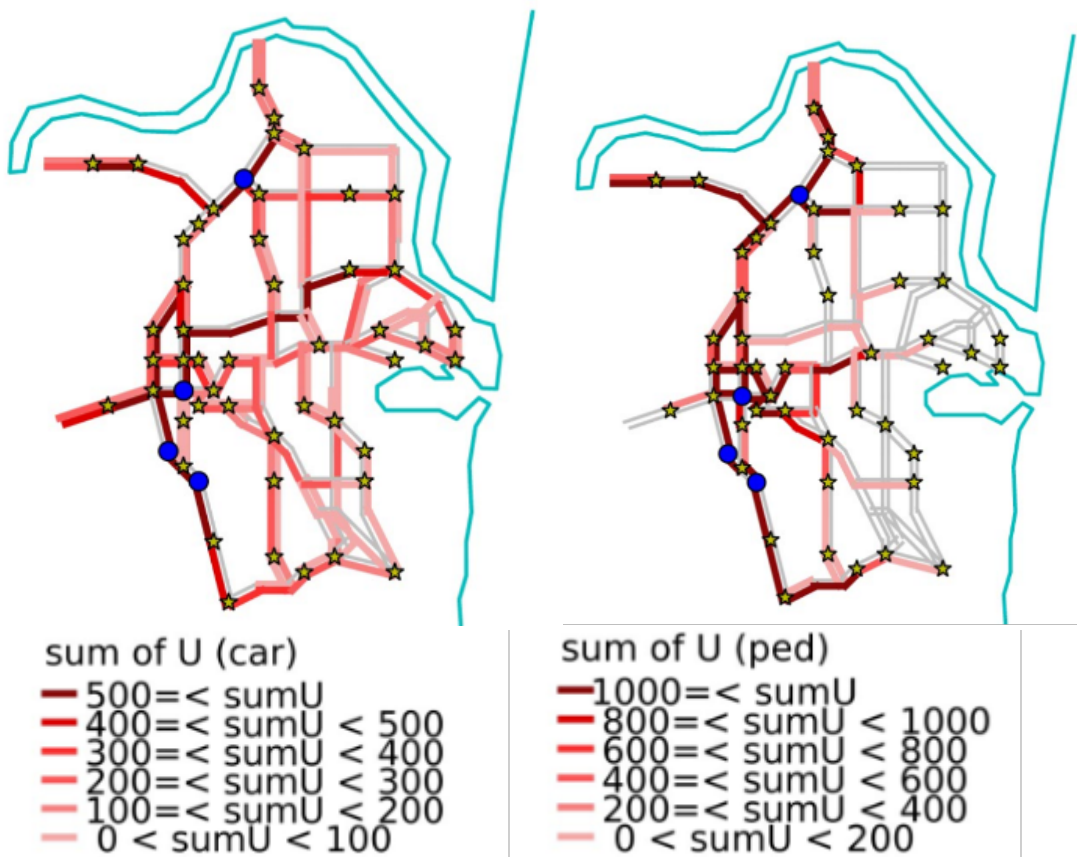 sum of U (car)
500=< sumU
400=< sumU < 500
300=< sumU < 400
200=< sumU < 300
100=< sumU < 200
0 < sumU < 100
sum of U (ped)
1000=< sumU
800=< sumU < 1000
600=< sumU < 800
400=< sumU < 600
200=< sumU < 400
0 < sumU < 200